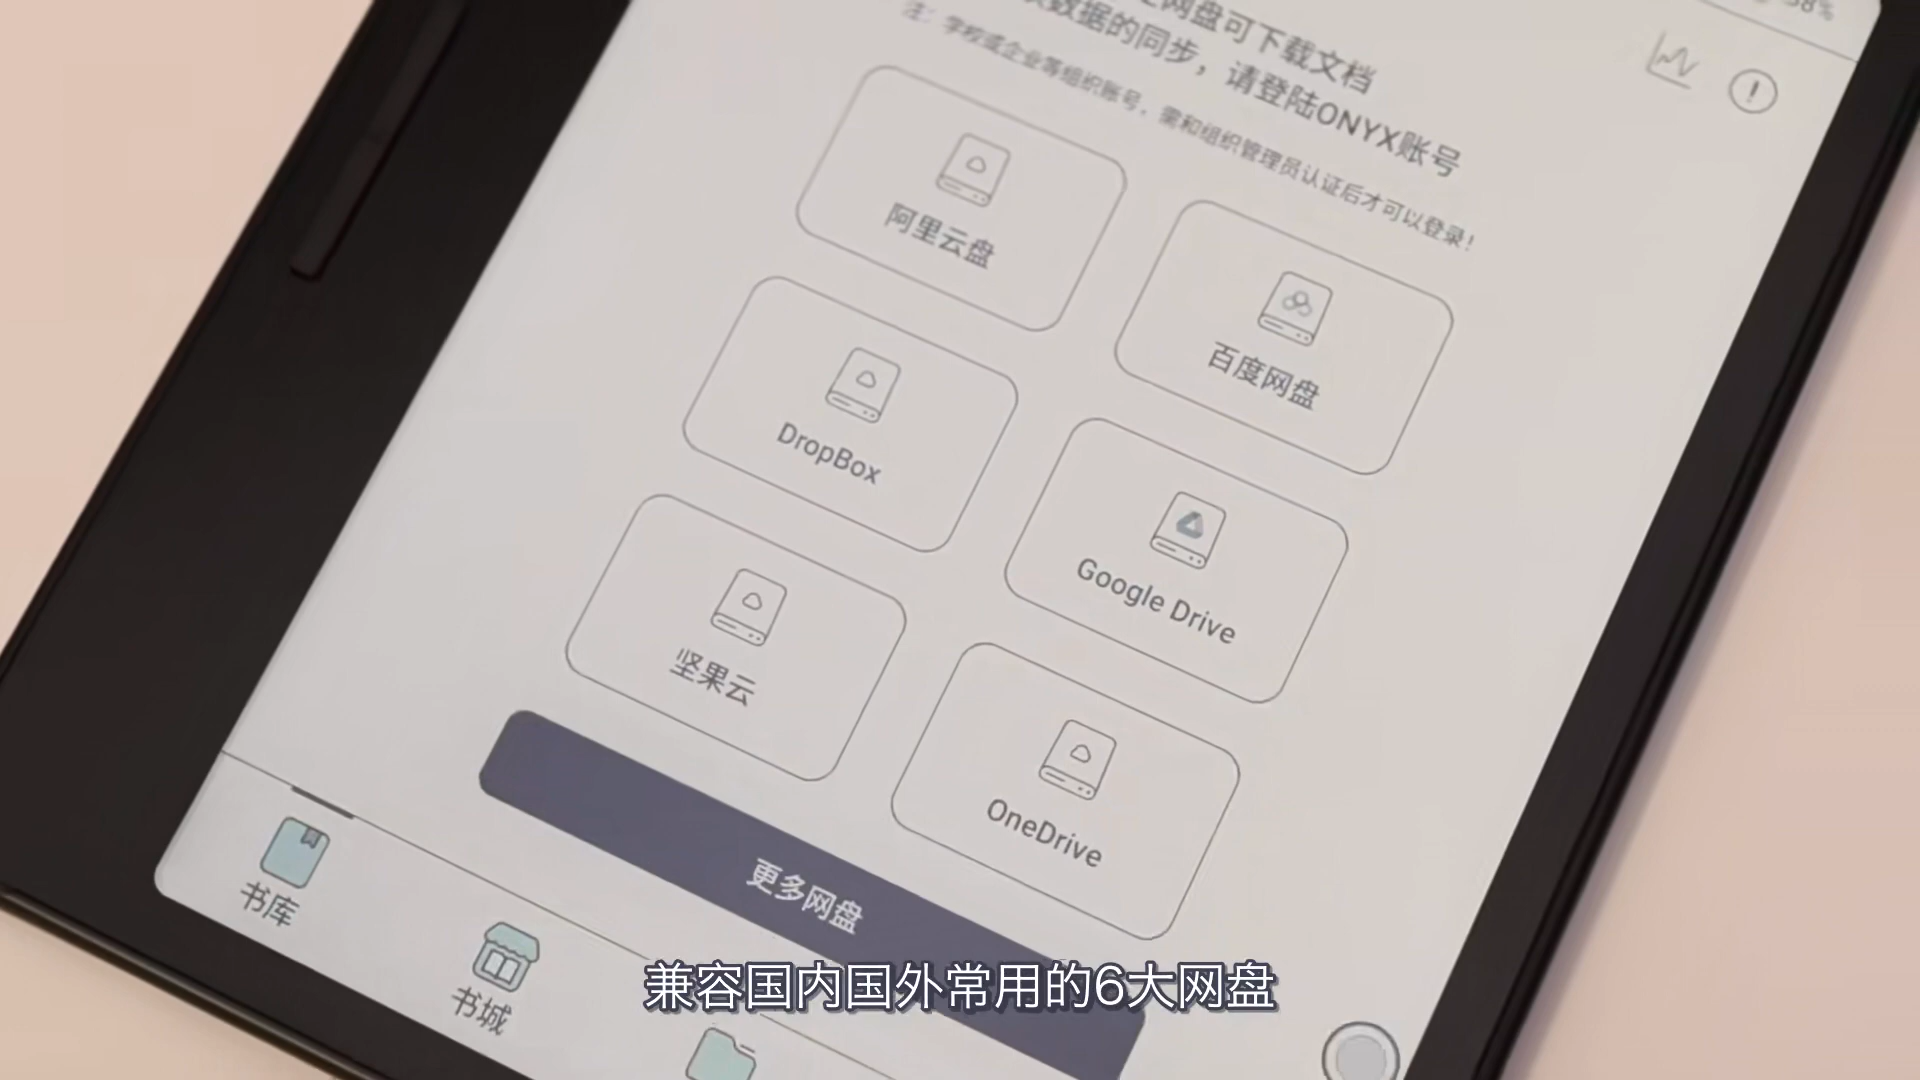 网盘可下载文档
数据的同步，请登陆ONYX账号
注：学校或企业等组织账号，需和组织管理员认证后才可以登录！
阿里云盘
百度网盘
DropBox
Google Drive
坚果云
OneDrive
更多网盘
书库
书城
兼容国内国外常用的6大网盘